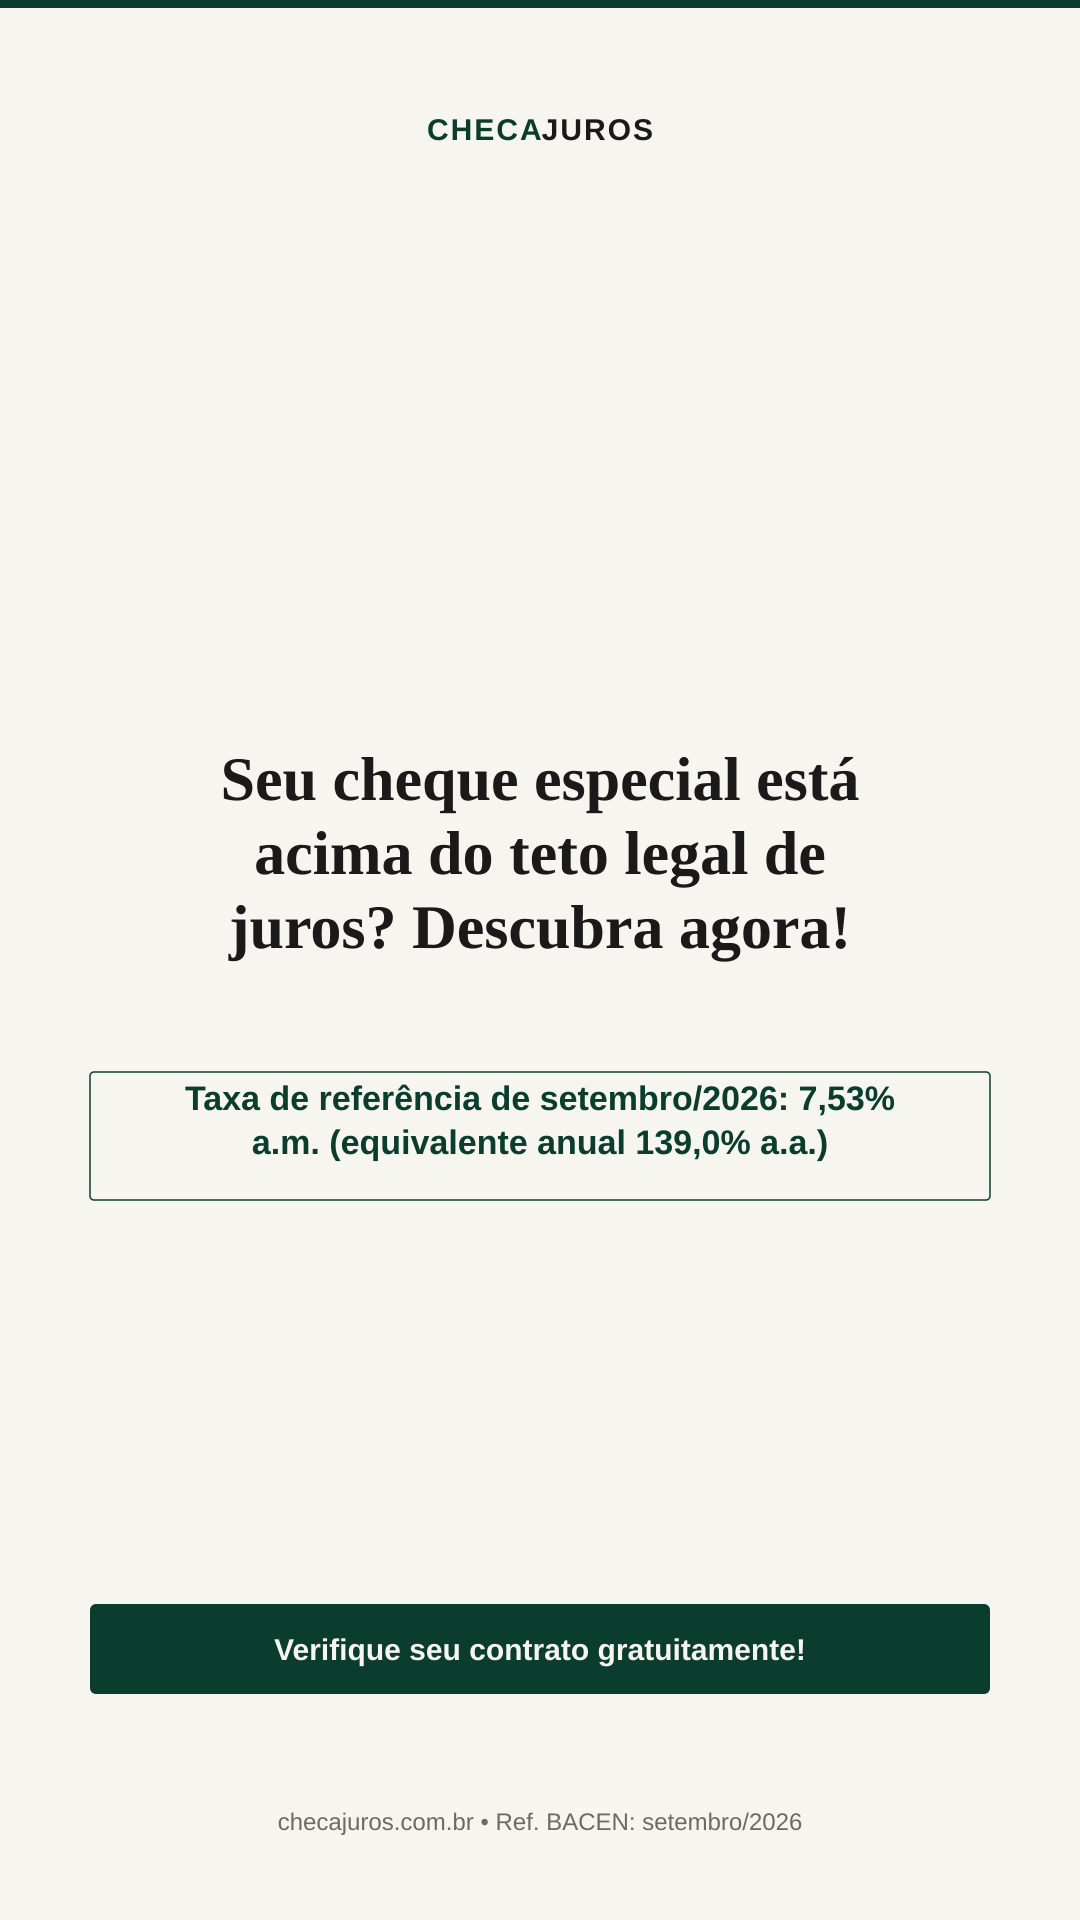 CHECAJUROS
Seu cheque especial está
acima do teto legal de
juros? Descubra agora!
Taxa de referência de setembro/2026: 7,53%
a.m. (equivalente anual 139,0% a.a.)
Verifique seu contrato gratuitamente!
checajuros.com.br • Ref. BACEN: setembro/2026